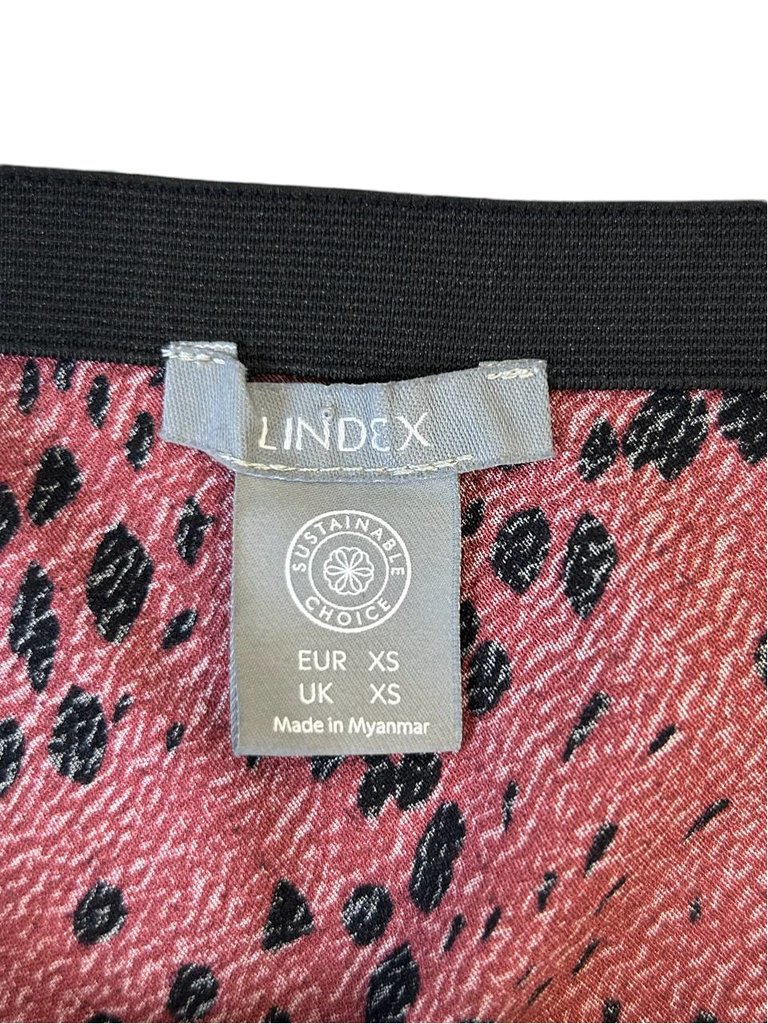 LINDEX
SUSTAINABLE
CHOICE
EUR XS
UK XS
Made in Myanmar